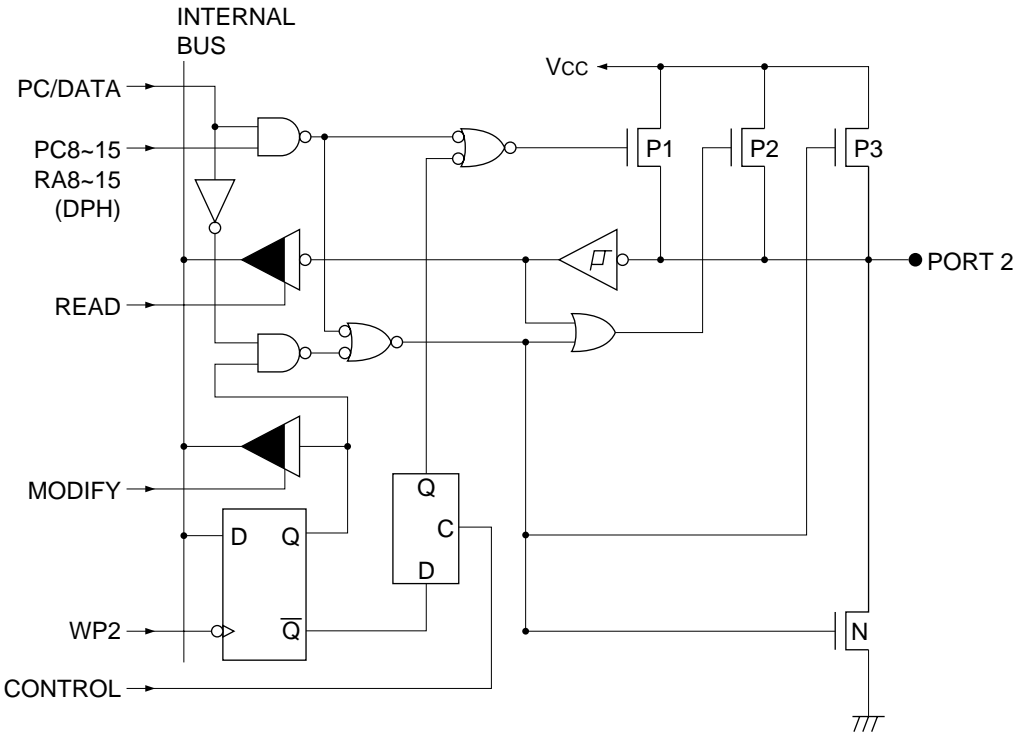 INTERNAL
BUS
PC/DATA
VCC
PC8~15
RA8~15
(DPH)
P1
P2
P3
PORT 2
READ
MODIFY
Q
C
D
D
Q
Q
WP2
N
CONTROL